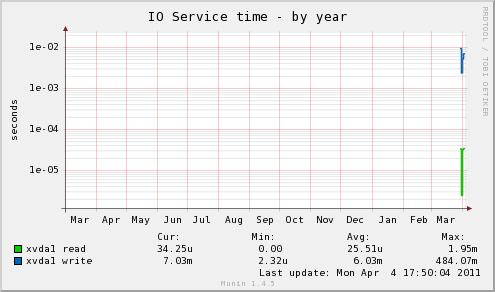 IO Service time - by year
RRDTOOL / TOBI OETIKER
seconds
1e-02
1e-03
1e-04
1e-05
Mar Apr May Jun Jul Aug Sep Oct Nov Dec Jan Feb Mar
Cur: Min: Avg: Max:
xvda1 read 34.25u 0.00 25.51u 1.95m
xvda1 write 7.03m 2.32u 6.03m 484.07m
Last update: Mon Apr 4 17:50:04 2011
Munin 1.4.5